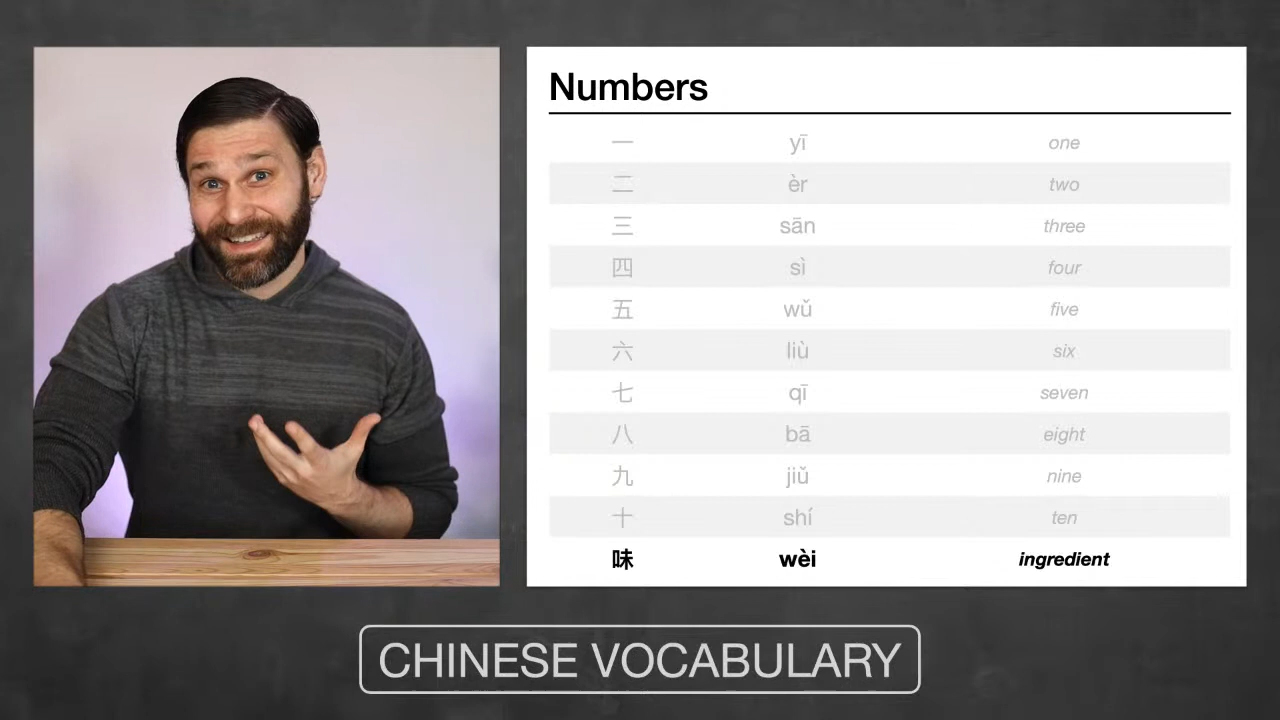 Numbers
一 yī one
二 èr two
三 sān three
四 sì four
五 wǔ five
六 liù six
七 qī seven
八 bā eight
九 jiǔ nine
十 shí ten
味 wèi ingredient
CHINESE VOCABULARY